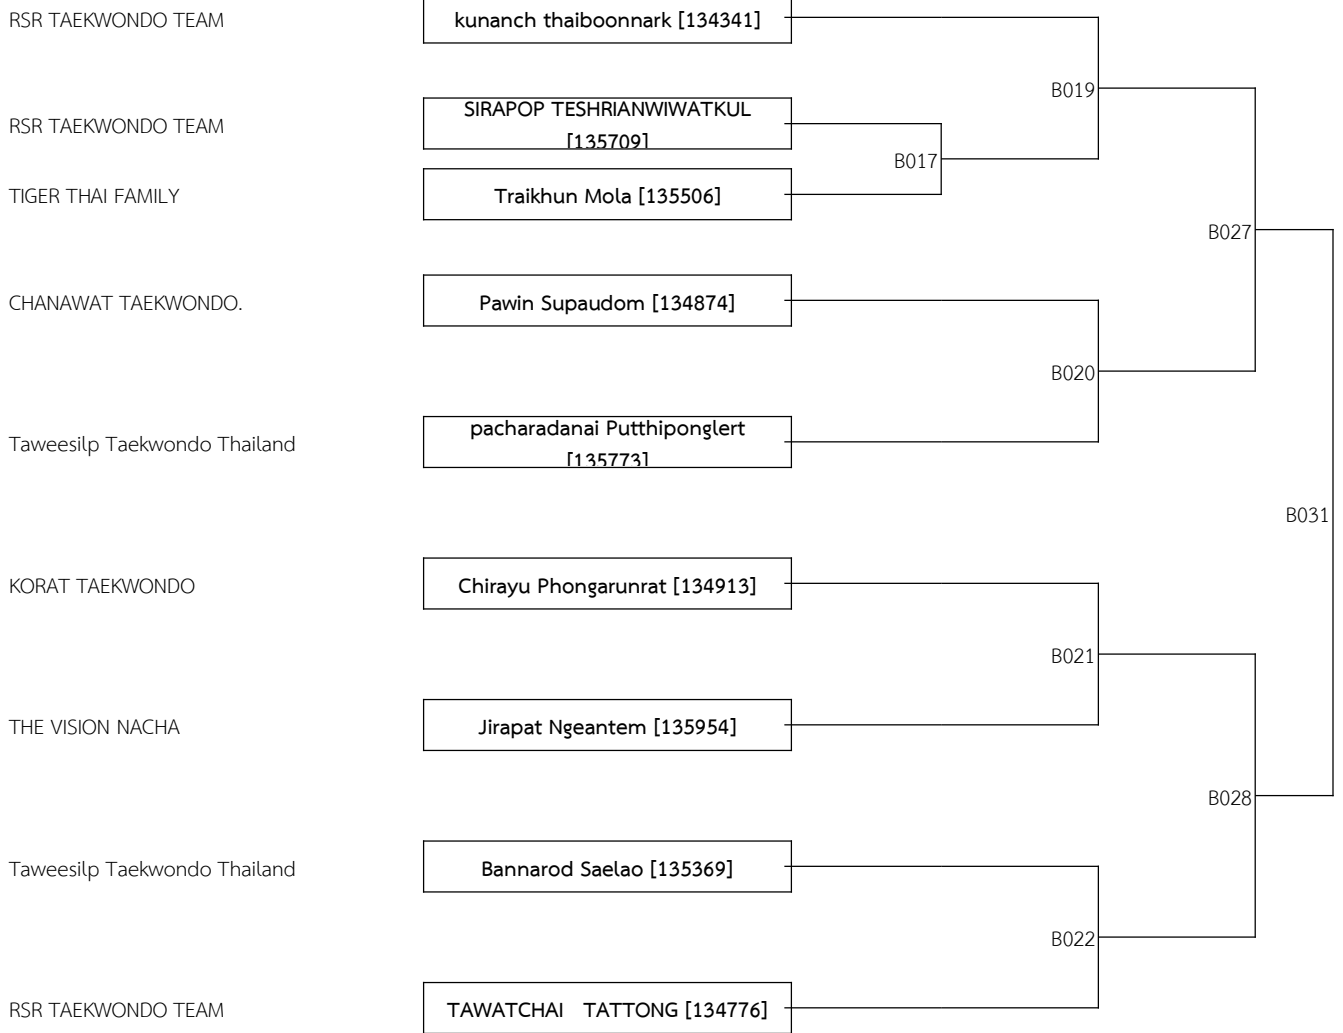 RSR TAEKWONDO TEAM
kunanch thaiboonnark [134341]
B019
RSR TAEKWONDO TEAM
SIRAPOP TESHRIANWIWATKUL
[135709]
B017
TIGER THAI FAMILY
Traikhun Mola [135506]
B027
CHANAWAT TAEKWONDO.
Pawin Supaudom [134874]
B020
Taweesilp Taekwondo Thailand
pacharadanai Putthiponglert
[135773]
B031
KORAT TAEKWONDO
Chirayu Phongarunrat [134913]
B021
THE VISION NACHA
Jirapat Ngeantem [135954]
B028
Taweesilp Taekwondo Thailand
Bannarod Saelao [135369]
B022
RSR TAEKWONDO TEAM
TAWATCHAI   TATTONG [134776]